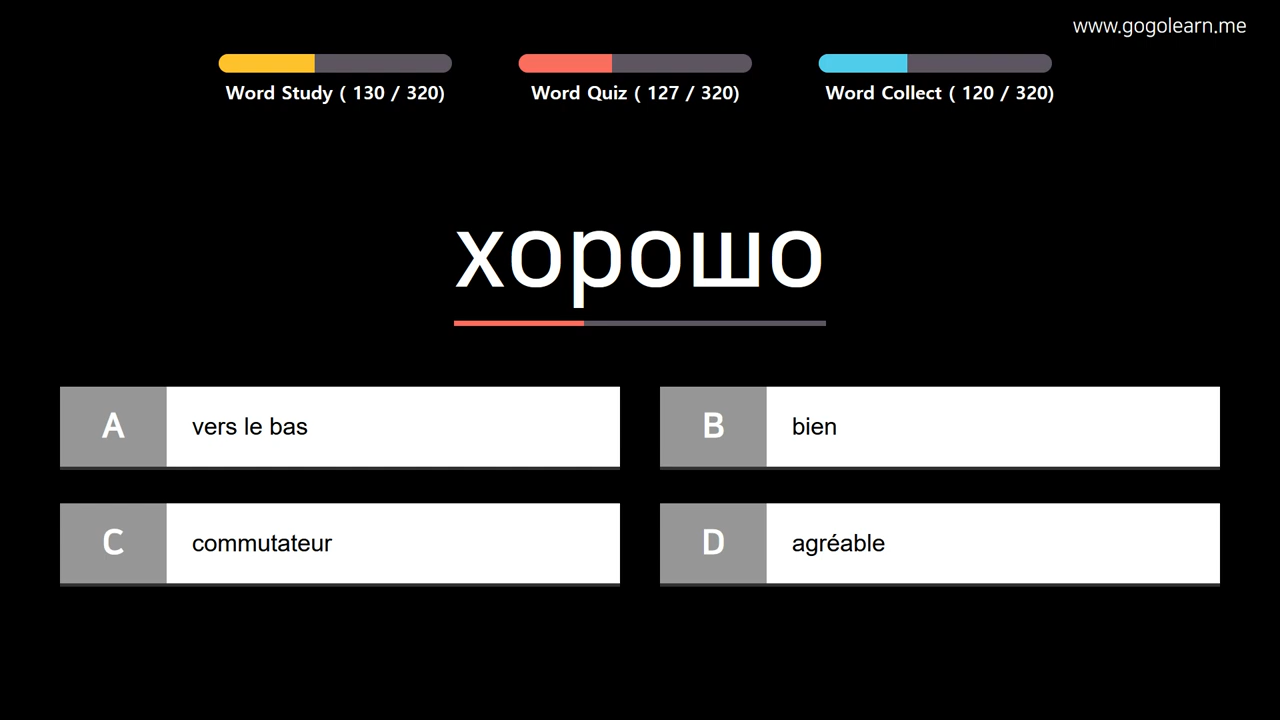 www.gogolearn.me
Word Study ( 130 / 320)
Word Quiz ( 127 / 320)
Word Collect ( 120 / 320)
хорошо
A vers le bas
B bien
C commutateur
D agréable